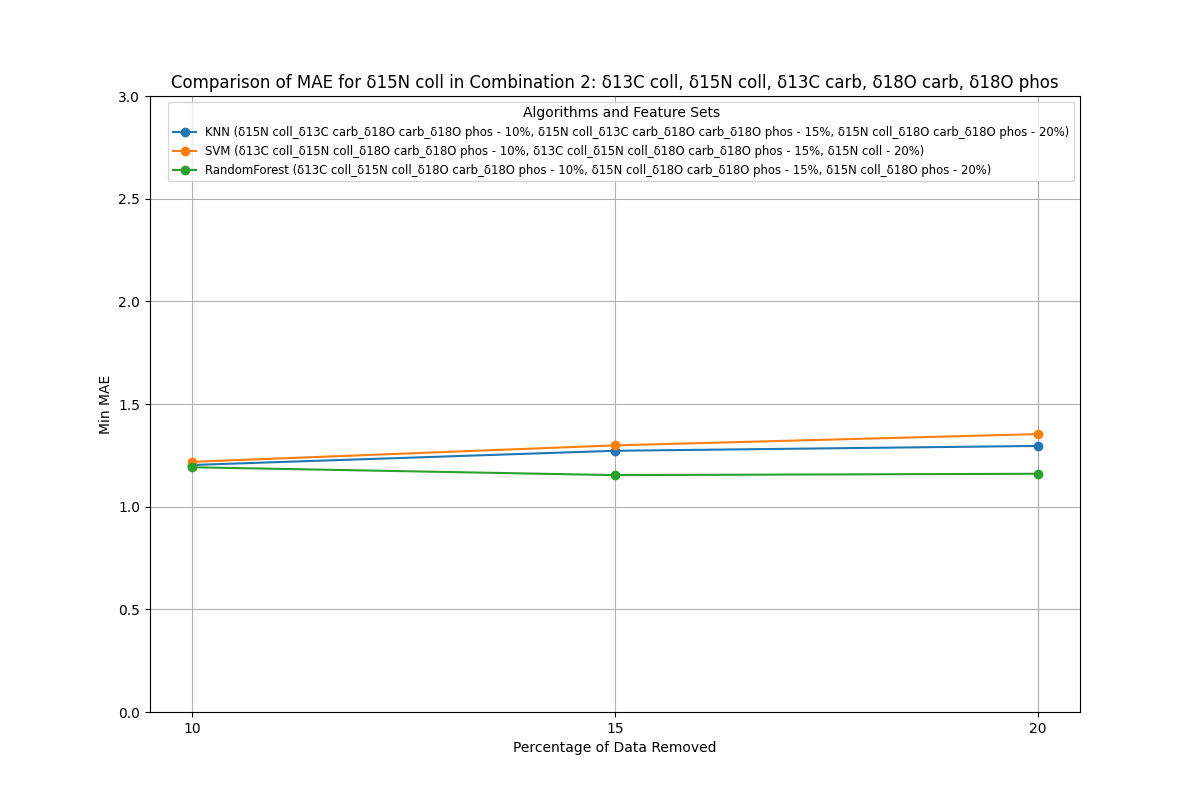 Comparison of MAE for δ15N coll in Combination 2: δ13C coll, δ15N coll, δ13C carb, δ18O carb, δ18O phos
3.0
Algorithms and Feature Sets
KNN (δ15N coll_δ13C carb_δ18O carb_δ18O phos - 10%, δ15N coll_δ13C carb_δ18O carb_δ18O phos - 15%, δ15N coll_δ18O carb_δ18O phos - 20%)
SVM (δ13C coll_δ15N coll_δ18O carb_δ18O phos - 10%, δ13C coll_δ15N coll_δ18O carb_δ18O phos - 15%, δ15N coll - 20%)
RandomForest (δ13C coll_δ15N coll_δ18O carb_δ18O phos - 10%, δ15N coll_δ18O carb_δ18O phos - 15%, δ15N coll_δ18O phos - 20%)
2.5
2.0
1.5
Min MAE
1.0
0.5
0.0
10 15 20
Percentage of Data Removed